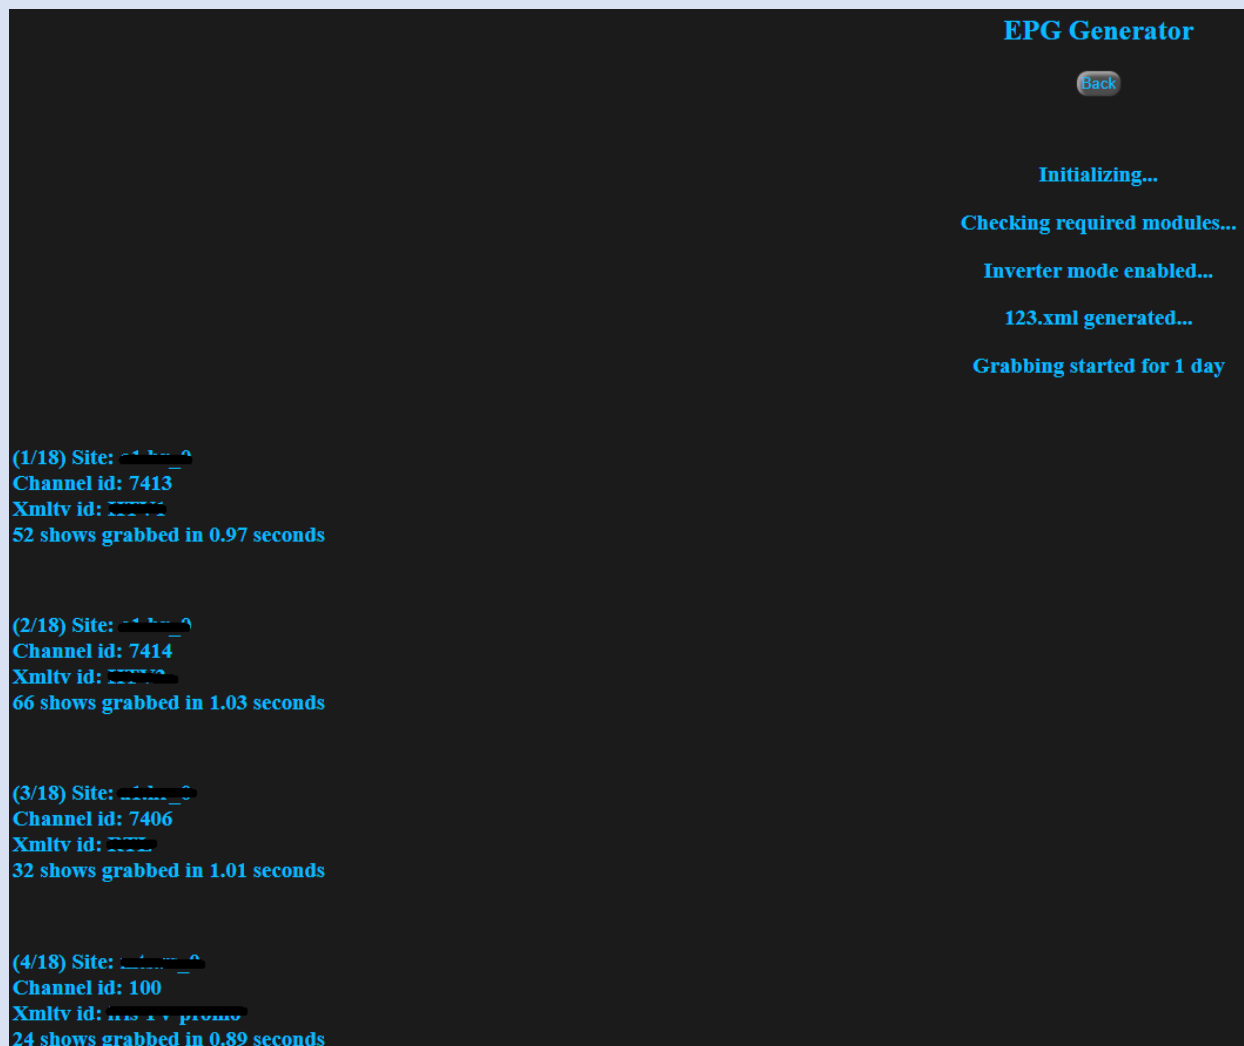 EPG Generator
Back
Initializing...
Checking required modules...
Inverter mode enabled...
123.xml generated...
Grabbing started for 1 day
(1/18) Site:
Channel id: 7413
Xmltv id:
52 shows grabbed in 0.97 seconds
(2/18) Site:
Channel id: 7414
Xmltv id:
66 shows grabbed in 1.03 seconds
(3/18) Site:
Channel id: 7406
Xmltv id:
32 shows grabbed in 1.01 seconds
(4/18) Site:
Channel id: 100
Xmltv id:
24 shows grabbed in 0.89 seconds